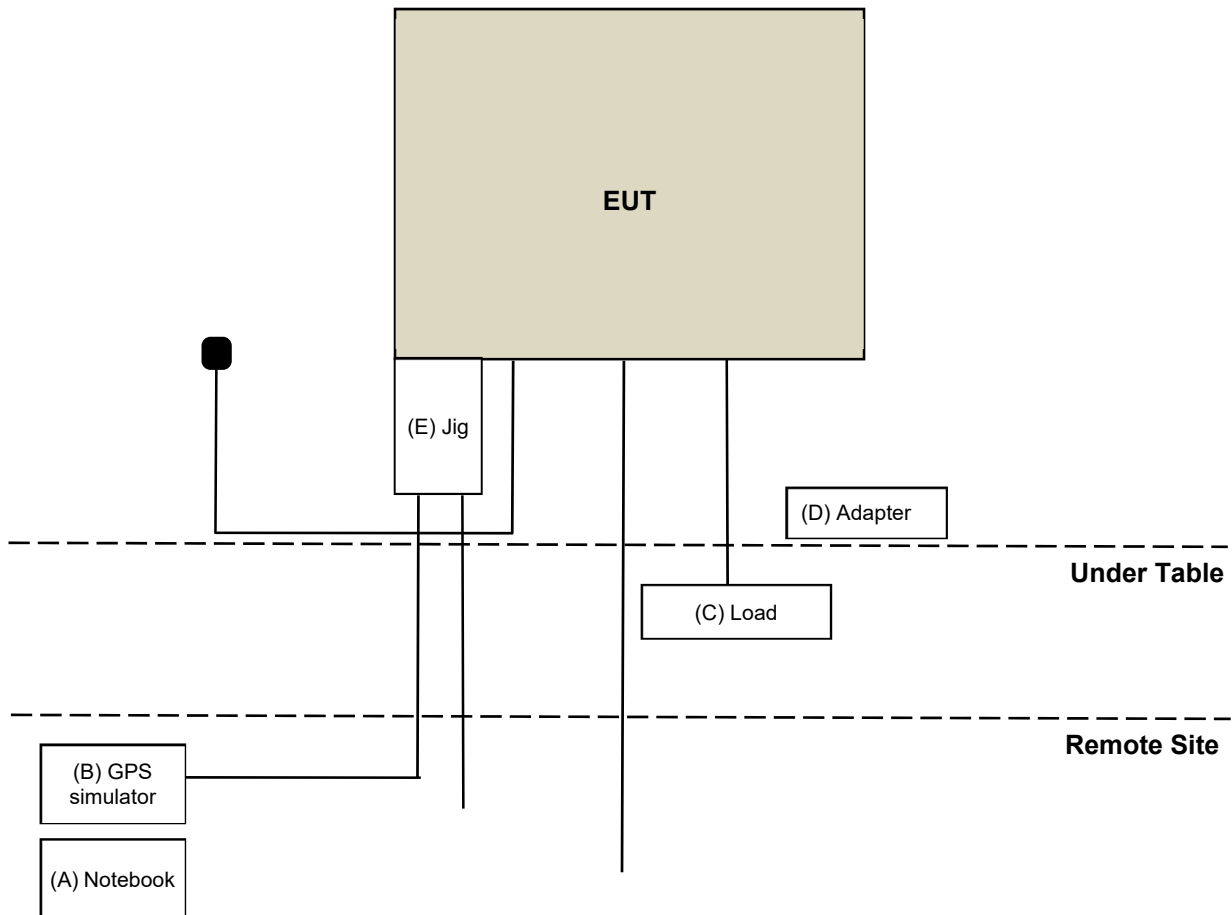 EUT
(E) Jig
(D) Adapter
Under Table
(C) Load
Remote Site
(B) GPS
simulator
(A) Notebook